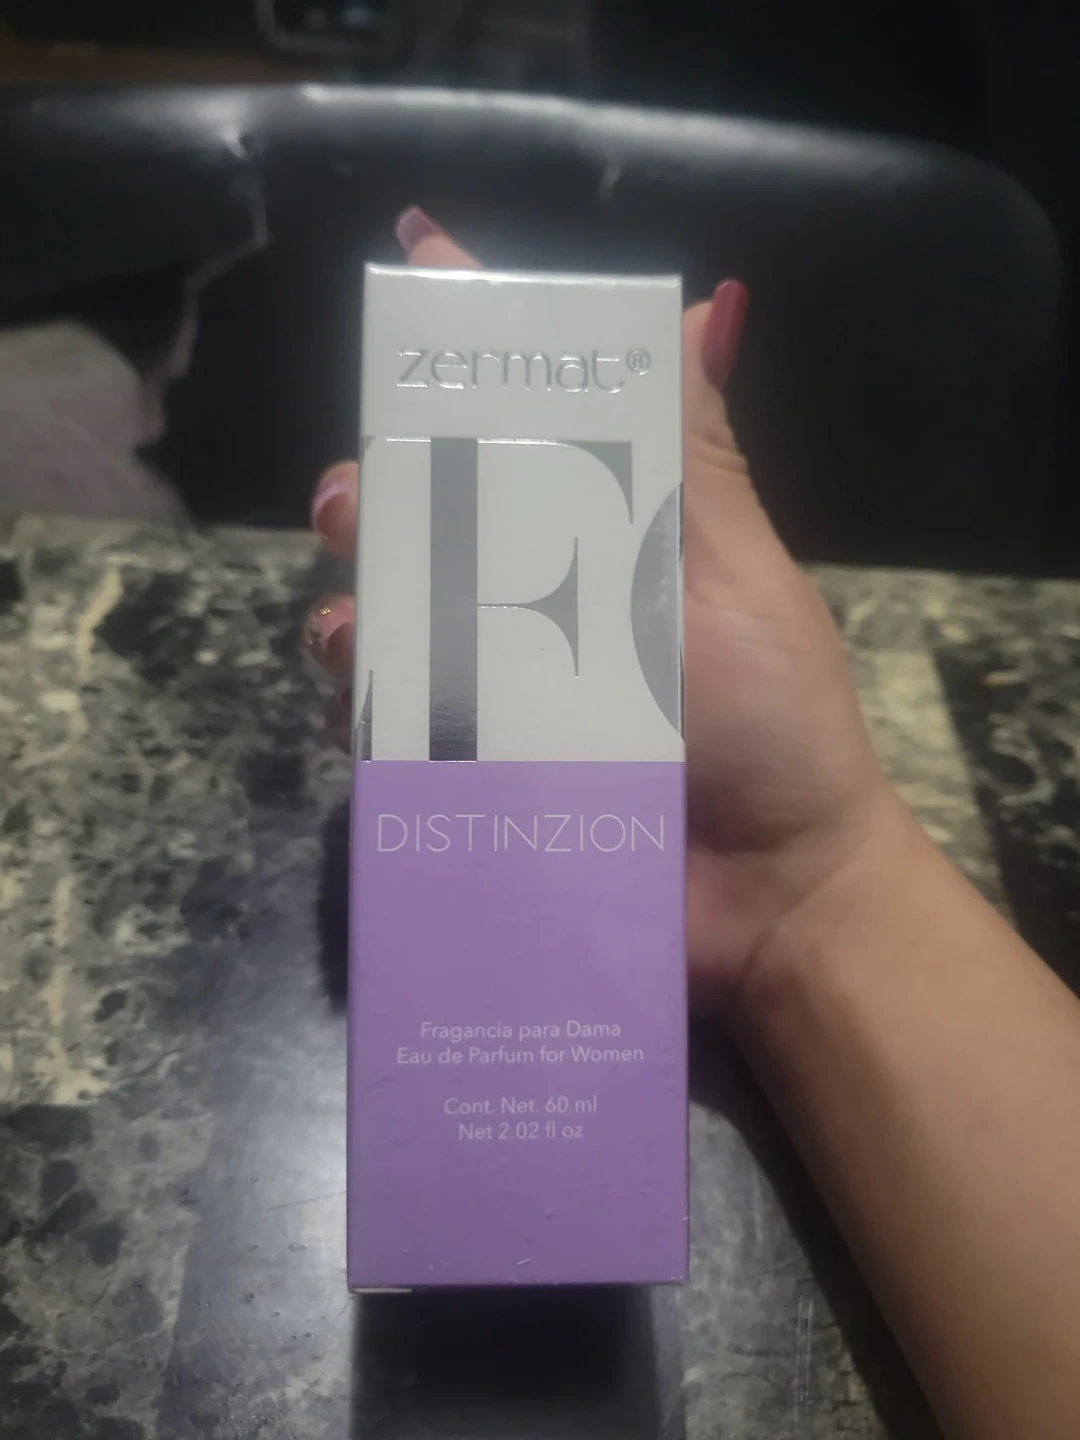 zermat®
F
DISTINZION
Fragancia para Dama
Eau de Parfum for Women
Cont. Net. 60 ml
Net 2.02 fl oz